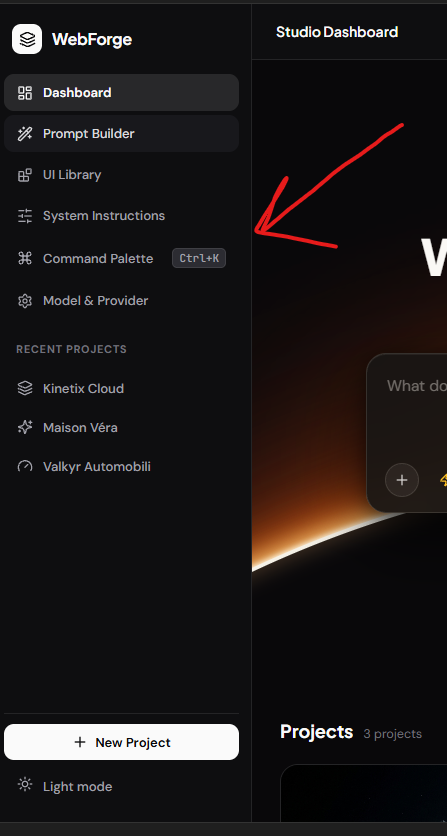 WebForge
Studio Dashboard
Dashboard
Prompt Builder
UI Library
System Instructions
Command Palette Ctrl+K
Model & Provider
RECENT PROJECTS
Kinetix Cloud
Maison Véra
Valkyr Automobili
New Project
Light mode
W
What do
Projects 3 projects